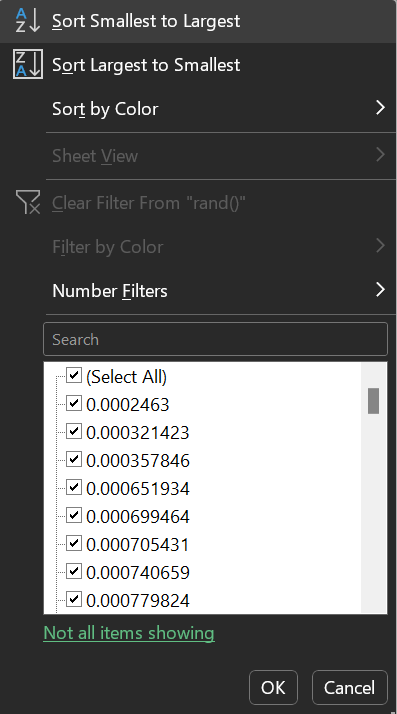 A
Z
Sort Smallest to Largest
Z
A
Sort Largest to Smallest
Sort by Color
Sheet View
Clear Filter From "rand()"
Filter by Color
Number Filters
Search
(Select All)
0.0002463
0.000321423
0.000357846
0.000651934
0.000699464
0.000705431
0.000740659
0.000779824
Not all items showing
OK Cancel